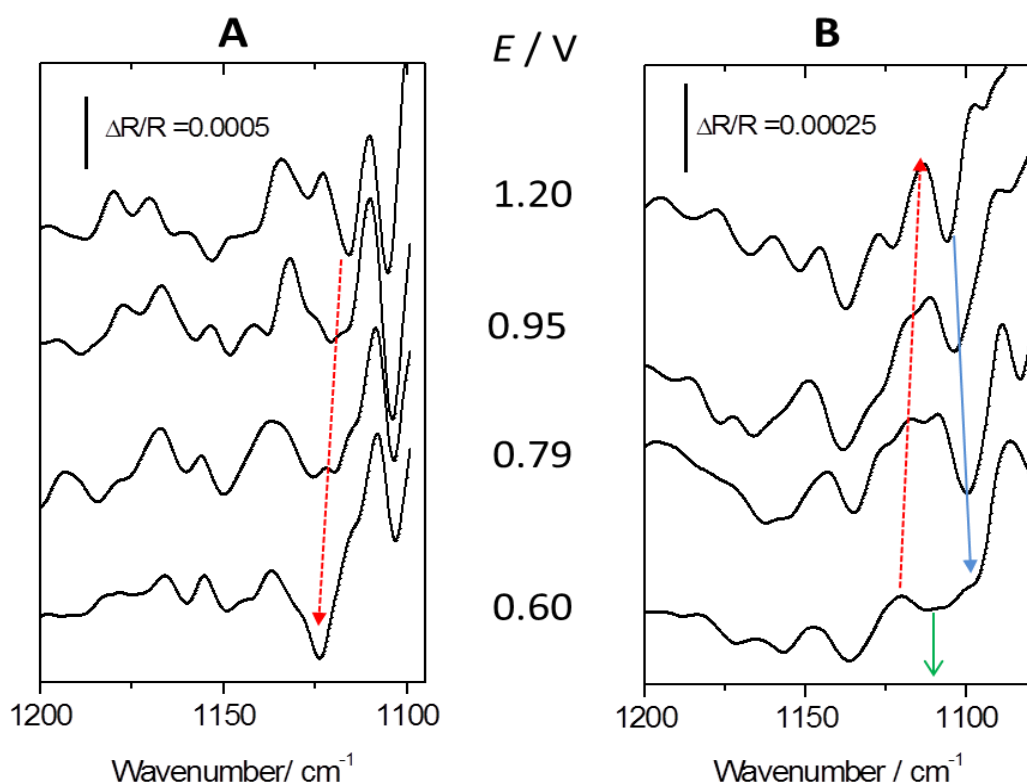 A
E / V
B
ΔR/R =0.0005
ΔR/R =0.00025
1.20
0.95
0.79
0.60
1200
1150
1100
1200
1150
1100
Wavenumber/ cm⁻¹
Wavenumber/ cm⁻¹